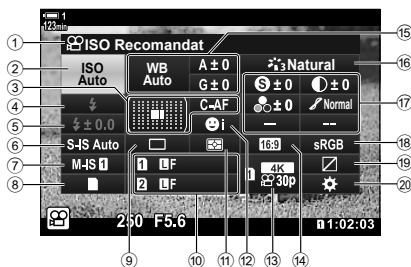 1
123min
① ISO Recomandat
② ISO Auto
WB Auto
A±0
G±0
⑮
3 Natural
⑯
③
④
C-AF
S±0
±0
⑰
±0
Normal
⑤ ±0.0
i
--
--
⑥ S-IS Auto
16:9
sRGB
⑱
⑦ M-IS 1
1 LF
4K
30p
⑲
⑧
2 LF
1
⑳
⑨ ⑩ ⑪ ⑫ ⑬ ⑭
250 F5.6
1 1:02:03